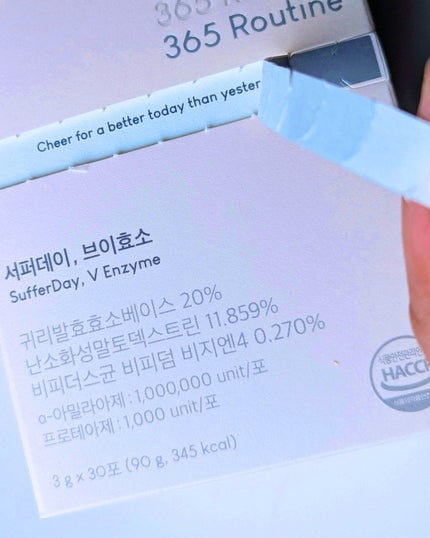 365
365 Routine
Cheer for a better today than yester
서퍼데이, 브이효소
SufferDay, V Enzyme
귀리발효효소베이스 20%
난소화성말토덱스트린 11.859%
비피더스균 비피덤 비지엔4 0.270%
α-아밀라아제 : 1,000,000 unit/포
프로테아제 : 1,000 unit/포
3 g x 30포 (90 g, 345 kcal)
HACC